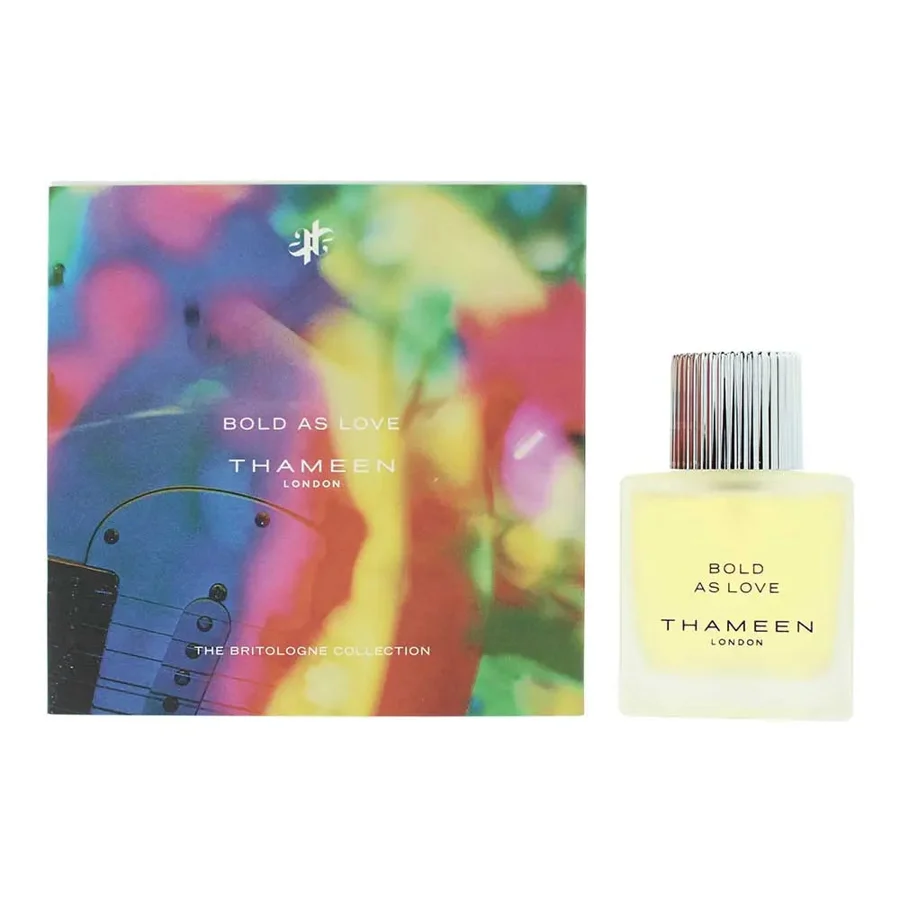 BOLD AS LOVE
THAMEEN
LONDON
THE BRITOLOGNE COLLECTION
BOLD
AS LOVE
THAMEEN
LONDON